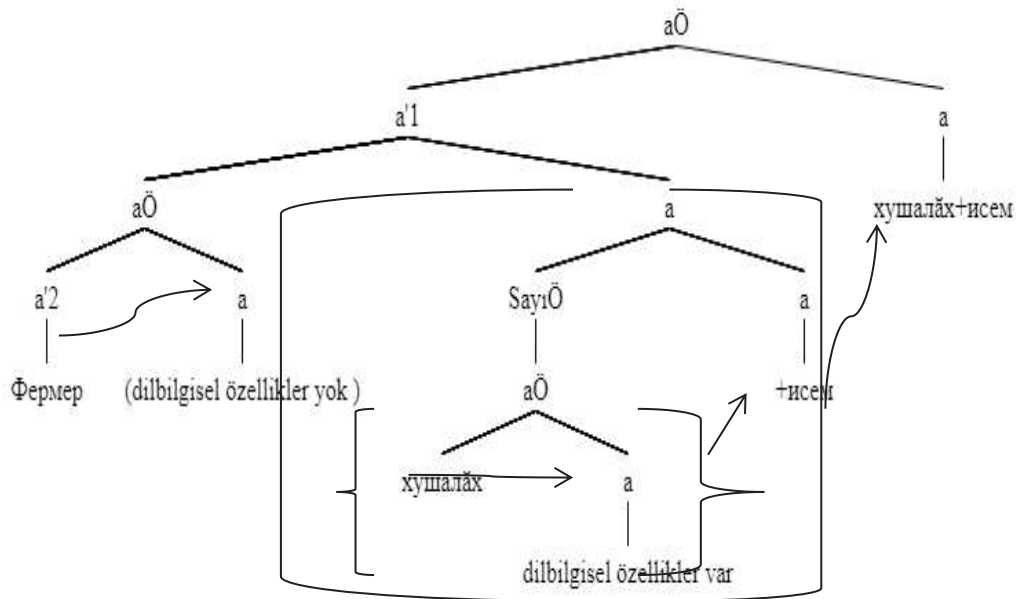 aÖ
a'1 a
aÖ a хушалăх+исем
a'2 a SayıÖ a
Фермер (dilbilgisel özellikler yok ) aÖ +исем
хушалăх a
dilbilgisel özellikler var